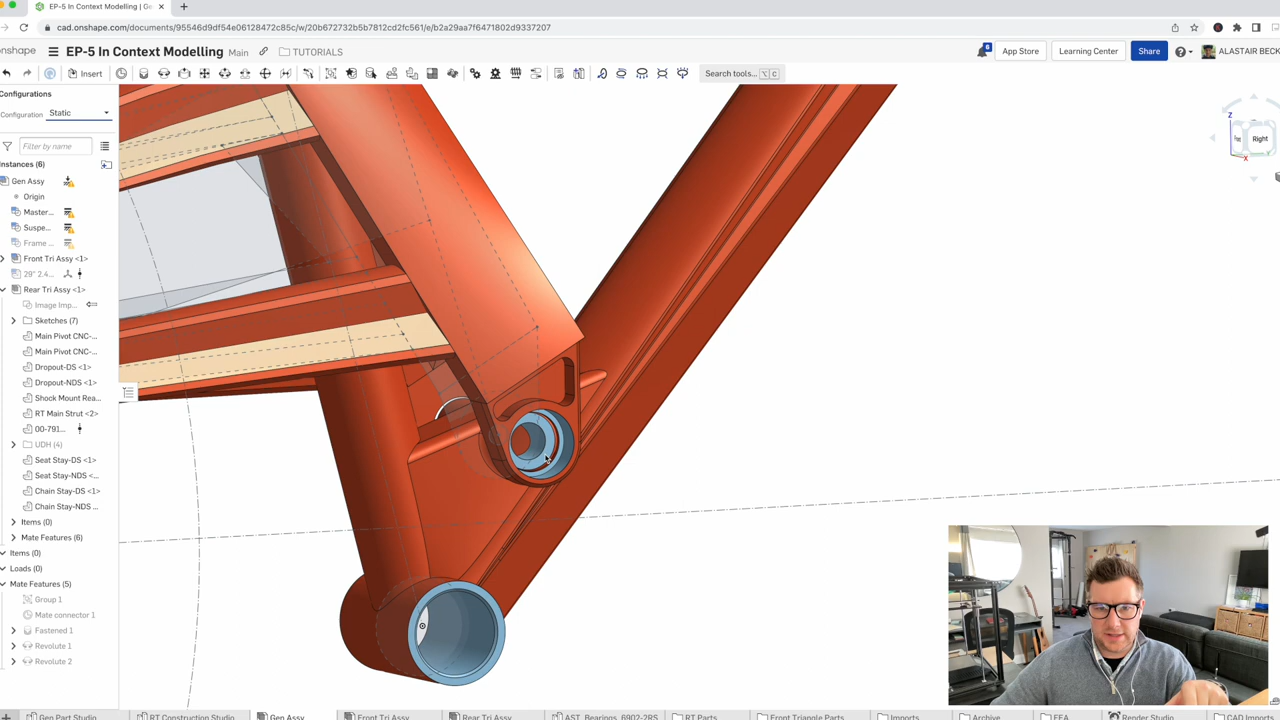 EP-5 In Context Modelling | Ge
cad.onshape.com/documents/95546d9df54de06128472c85c/w/20b672732b5b7812cd2fc561/e/b2a29aa7f6471802d9337207
onshape
EP-5 In Context Modelling Main TUTORIALS
App Store Learning Center Share ALASTAIR BECK
Insert Search tools... ⌥ C
Configurations
Configuration Static
Filter by name
Instances (6)
Gen Assy
Origin
Master...
Suspe...
Frame ...
Front Tri Assy <1>
29" 2.4...
Rear Tri Assy <1>
Image Imp...
Sketches (7)
Main Pivot CNC-...
Main Pivot CNC-...
Dropout-DS <1>
Dropout-NDS <1>
Shock Mount Rea...
RT Main Strut <2>
00-791...
UDH (4)
Seat Stay-DS <1>
Seat Stay-NDS <...
Chain Stay-DS <1>
Chain Stay-NDS ...
Items (0)
Mate Features (6)
Items (0)
Loads (0)
Mate Features (5)
Group 1
Mate connector 1
Fastened 1
Revolute 1
Revolute 2
Z
Right
X
Gen Part Studio RT Construction Studio Gen Assy Front Tri Assy Rear Tri Assy AST_Bearings_6902-2RS RT Parts Front Triangle Parts Imports Archive FEA Render Studio CAD Import